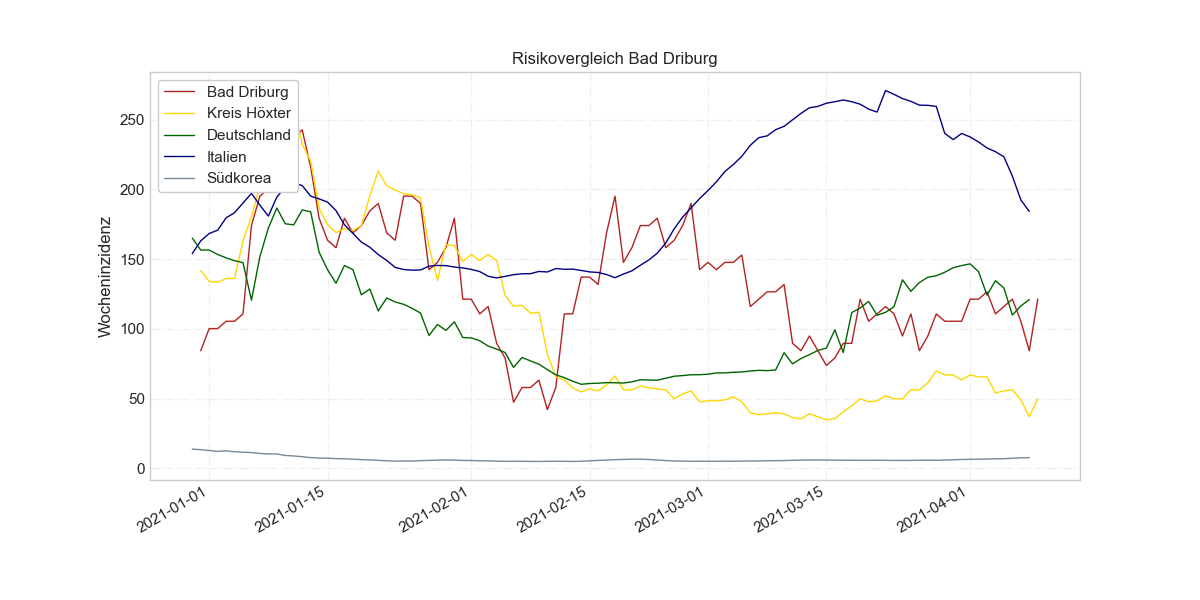 Risikovergleich Bad Driburg
Bad Driburg
Kreis Höxter
Deutschland
Italien
Südkorea
Wocheninzidenz
250
200
150
100
50
0
2021-01-01
2021-01-15
2021-02-01
2021-02-15
2021-03-01
2021-03-15
2021-04-01